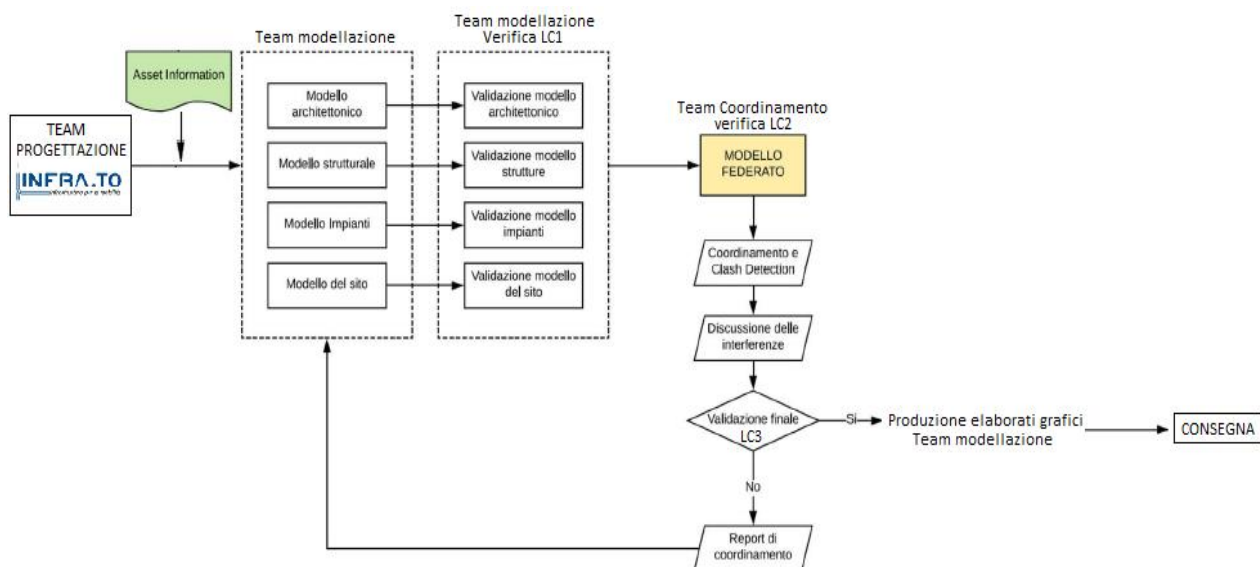 Team modellazione
Team modellazione
Verifica LC1
Asset Information
TEAM
PROGETTAZIONE
INFRA.TO
Modello
architettonico
Modello strutturale
Modello Impianti
Modello del sito
Validazione modello
architettonico
Validazione modello
strutture
Validazione modello
impianti
Validazione modello
del sito
Team Coordinamento
verifica LC2
MODELLO
FEDERATO
Coordinamento e
Clash Detection
Discussione delle
interferenze
Validazione finale
LC3
Si
Produzione elaborati grafici
Team modellazione
CONSEGNA
No
Report di
coordinamento